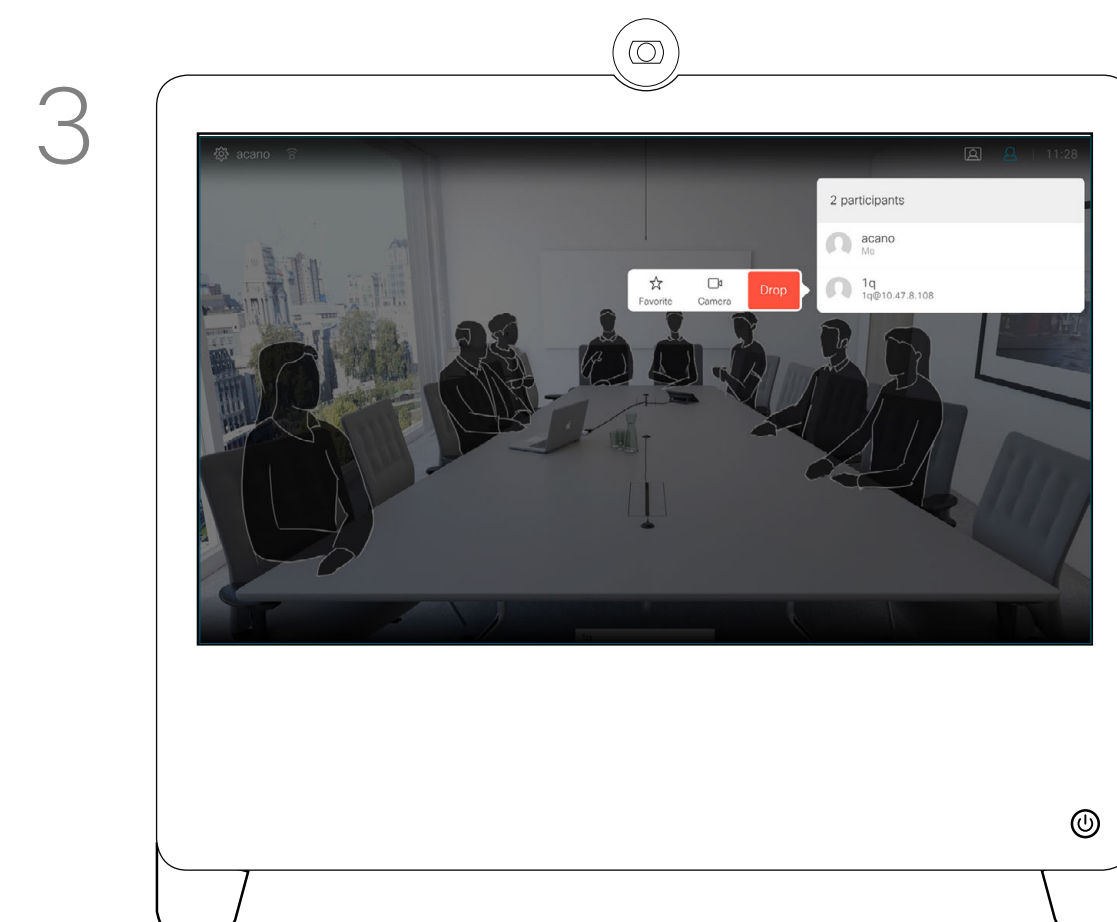 3
acano
11:28
2 participants
acano
Me
1q
1q@10.47.8.108
Favorite
Camera
Drop